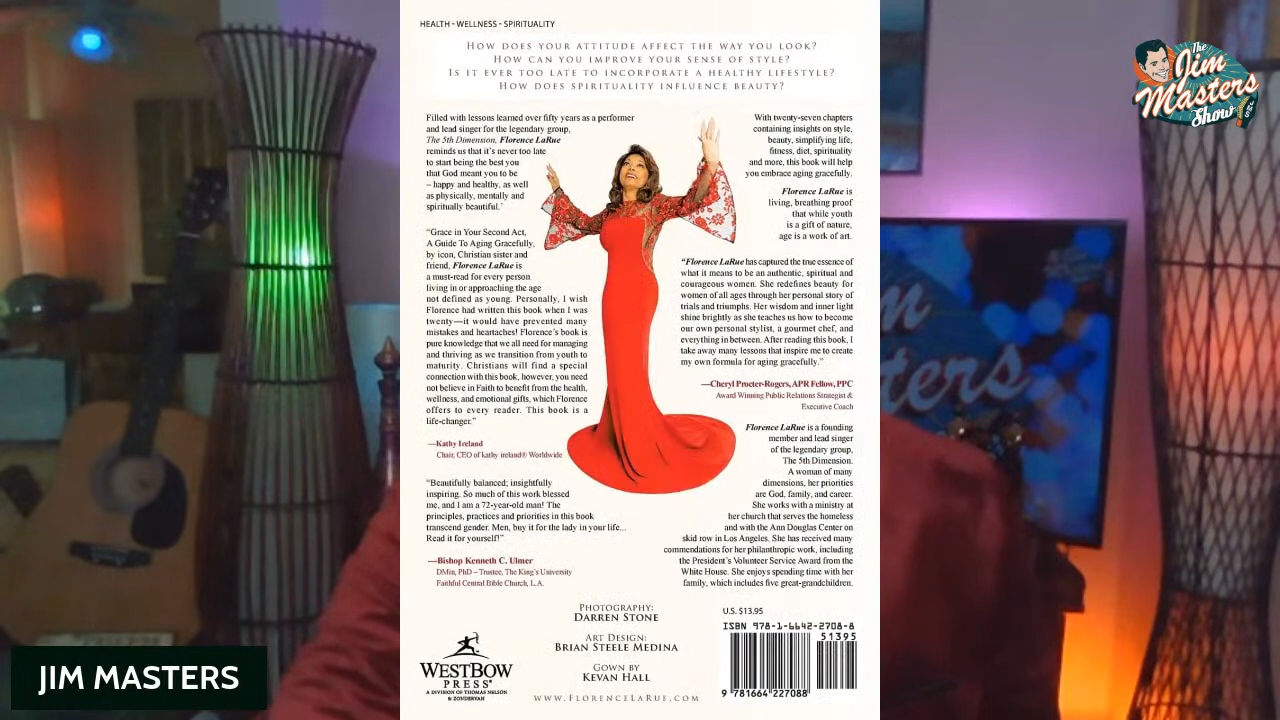 HEALTH - WELLNESS - SPIRITUALITY
HOW DOES YOUR ATTITUDE AFFECT THE WAY YOU LOOK?
HOW CAN YOU IMPROVE YOUR SENSE OF STYLE?
IS IT EVER TOO LATE TO INCORPORATE A HEALTHY LIFESTYLE?
HOW DOES SPIRITUALITY INFLUENCE BEAUTY?
Filled with lessons learned over fifty years as a performer
and lead singer for the legendary group,
The 5th Dimension, Florence LaRue
reminds us that it's never too late
to start being the best you
that God meant you to be
– happy and healthy, as well
as physically, mentally and
spiritually beautiful.'
"Grace in Your Second Act,
A Guide To Aging Gracefully,
by icon, Christian sister and
friend, Florence LaRue is
a must-read for every person
living in or approaching the age
not defined as young. Personally, I wish
Florence had written this book when I was
twenty—it would have prevented many
mistakes and heartaches! Florence's book is
pure knowledge that we all need for managing
and thriving as we transition from youth to
maturity. Christians will find a special
connection with this book, however, you need
not believe in Faith to benefit from the health,
wellness, and emotional gifts, which Florence
offers to every reader. This book is a
life-changer."
—Kathy Ireland
Chair, CEO of kathy ireland® Worldwide
"Beautifully balanced; insightfully
inspiring. So much of this work blessed
me, and I am a 72-year-old man! The
principles, practices and priorities in this book
transcend gender. Men, buy it for the lady in your life...
Read it for yourself!"
—Bishop Kenneth C. Ulmer
DMin, PhD – Trustee, The King's University
Faithful Central Bible Church, L.A.
With twenty-seven chapters
containing insights on style,
beauty, simplifying life,
fitness, diet, spirituality
and more, this book will help
you embrace aging gracefully.
Florence LaRue is
living, breathing proof
that while youth
is a gift of nature,
age is a work of art.
"Florence LaRue has captured the true essence of
what it means to be an authentic, spiritual and
courageous women. She redefines beauty for
women of all ages through her personal story of
trials and triumphs. Her wisdom and inner light
shine brightly as she teaches us how to become
our own personal stylist, a gourmet chef, and
everything in between. After reading this book, I
take away many lessons that inspire me to create
my own formula for aging gracefully."
—Cheryl Procter-Rogers, APR Fellow, PPC
Award Winning Public Relations Strategist &
Executive Coach
Florence LaRue is a founding
member and lead singer
of the legendary group,
The 5th Dimension.
A woman of many
dimensions, her priorities
are God, family, and career.
She works with a ministry at
her church that serves the homeless
and with the Ann Douglas Center on
skid row in Los Angeles. She has received many
commendations for her philanthropic work, including
the President's Volunteer Service Award from the
White House. She enjoys spending time with her
family, which includes five great-grandchildren.
PHOTOGRAPHY:
DARREN STONE
ART DESIGN:
BRIAN STEELE MEDINA
GOWN BY
KEVAN HALL
WWW.FLORENCELARUE.COM
WESTBOW
PRESS®
A DIVISION OF THOMAS NELSON
& ZONDERVAN
U.S. $13.95
ISBN 978-1-6642-2708-8
51395
9 781664 227088
The
Jim
Masters
Show
JIM MASTERS